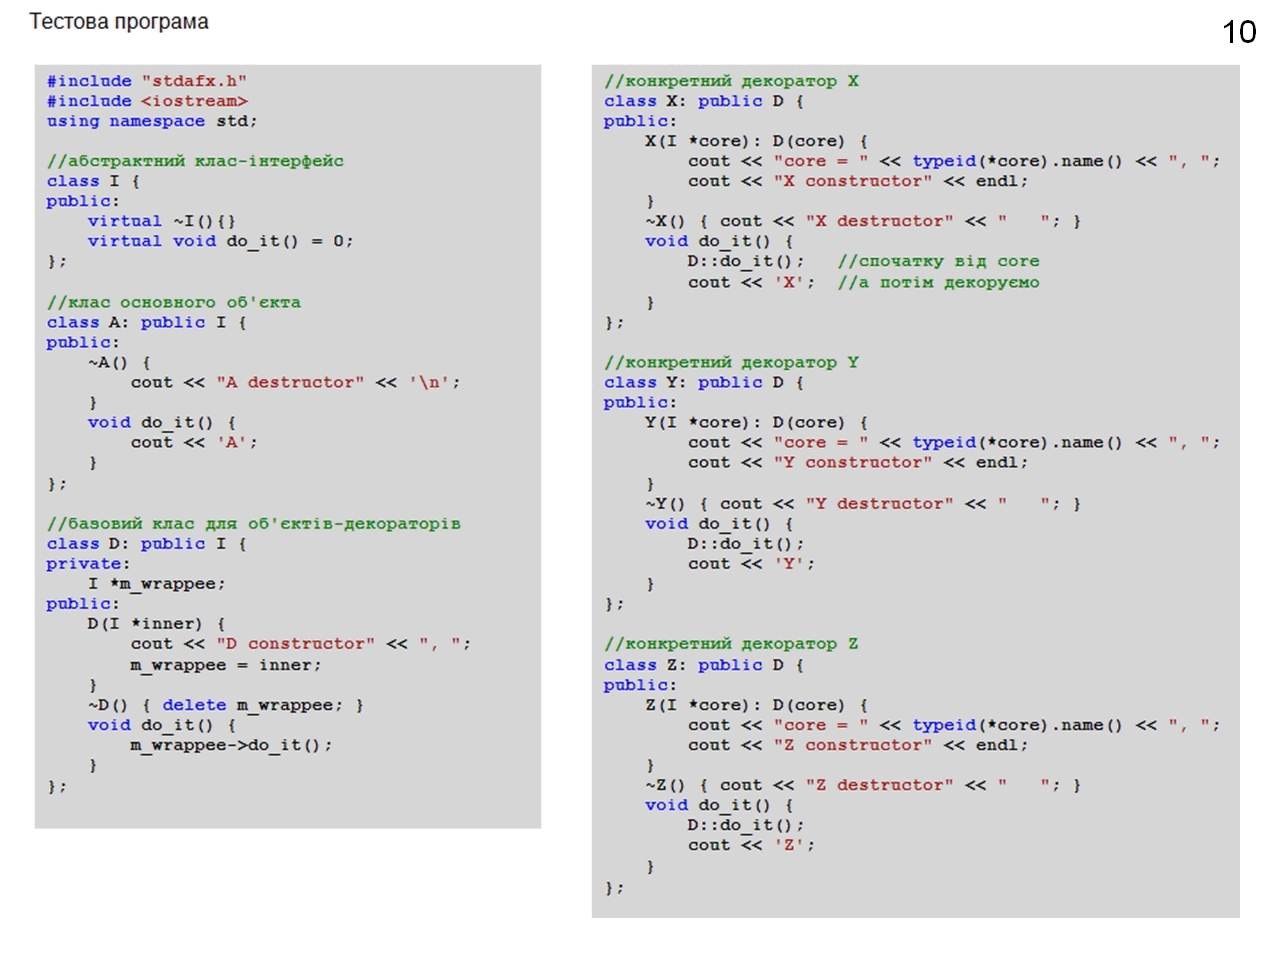 Тестова програма
10
#include "stdafx.h"
#include <iostream>
using namespace std;

//абстрактний клас-інтерфейс
class I {
public:
    virtual ~I(){}
    virtual void do_it() = 0;
};

//клас основного об'єкта
class A: public I {
public:
    ~A() {
        cout << "A destructor" << '\n';
    }
    void do_it() {
        cout << 'A';
    }
};

//базовий клас для об'єктів-декораторів
class D: public I {
private:
    I *m_wrappee;
public:
    D(I *inner) {
        cout << "D constructor" << ", ";
        m_wrappee = inner;
    }
    ~D() { delete m_wrappee; }
    void do_it() {
        m_wrappee->do_it();
    }
};

//конкретний декоратор X
class X: public D {
public:
    X(I *core): D(core) {
        cout << "core = " << typeid(*core).name() << ", ";
        cout << "X constructor" << endl;
    }
    ~X() { cout << "X destructor" << "   "; }
    void do_it() {
        D::do_it();   //спочатку від core
        cout << 'X';  //а потім декоруємо
    }
};

//конкретний декоратор Y
class Y: public D {
public:
    Y(I *core): D(core) {
        cout << "core = " << typeid(*core).name() << ", ";
        cout << "Y constructor" << endl;
    }
    ~Y() { cout << "Y destructor" << "   "; }
    void do_it() {
        D::do_it();
        cout << 'Y';
    }
};

//конкретний декоратор Z
class Z: public D {
public:
    Z(I *core): D(core) {
        cout << "core = " << typeid(*core).name() << ", ";
        cout << "Z constructor" << endl;
    }
    ~Z() { cout << "Z destructor" << "   "; }
    void do_it() {
        D::do_it();
        cout << 'Z';
    }
};